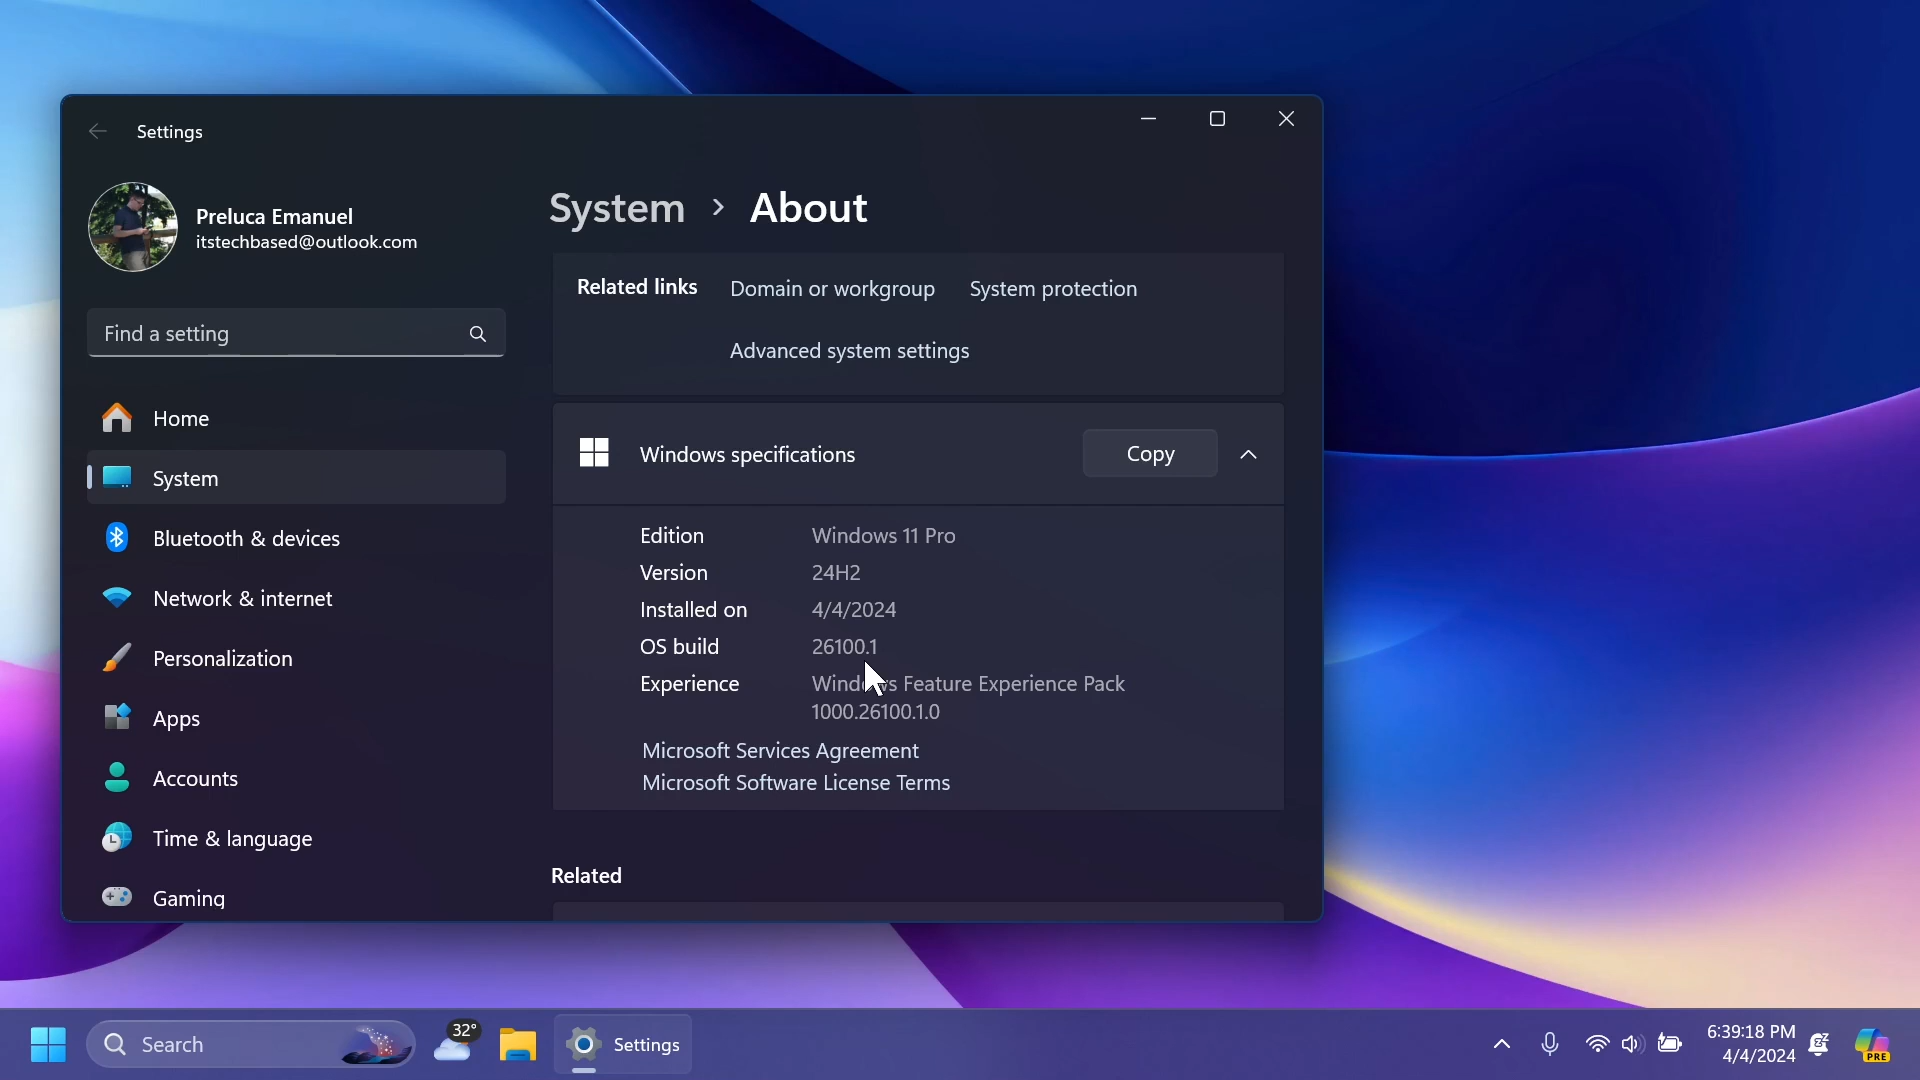 Settings
Preluca Emanuel
itstechbased@outlook.com
Find a setting
Home
System
Bluetooth & devices
Network & internet
Personalization
Apps
Accounts
Time & language
Gaming
System > About
Related links Domain or workgroup System protection
Advanced system settings
Windows specifications Copy
Edition Windows 11 Pro
Version 24H2
Installed on 4/4/2024
OS build 26100.1
Experience Windows Feature Experience Pack
1000.26100.1.0
Microsoft Services Agreement
Microsoft Software License Terms
Related
Search
32°
Settings
6:39:18 PM
4/4/2024
PRE